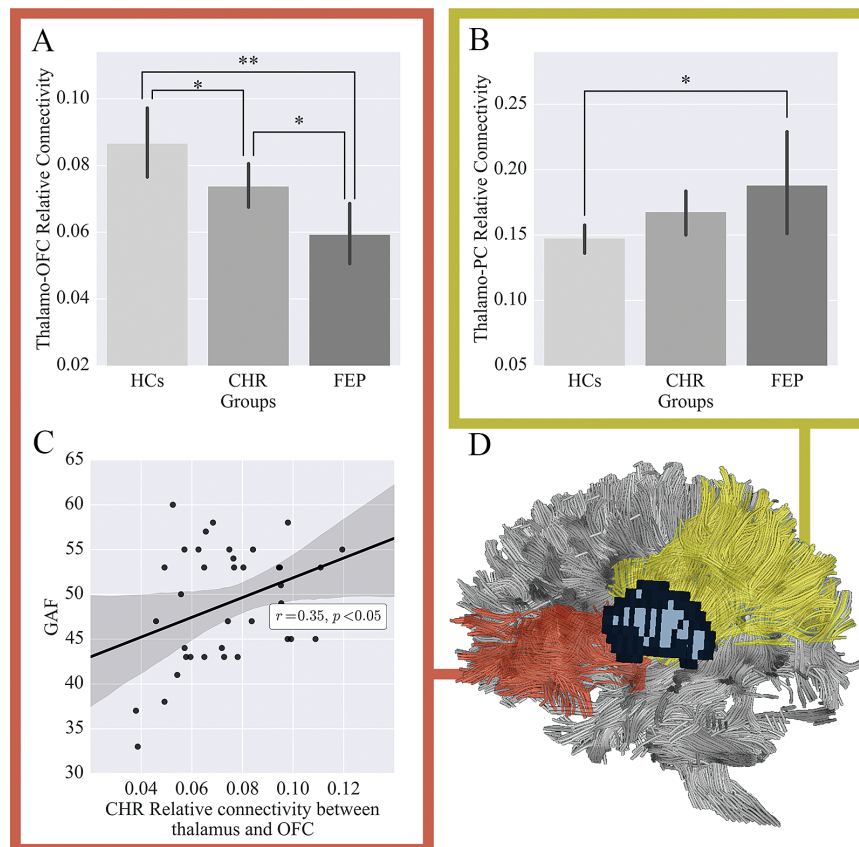 A
Thalamo-OFC Relative Connectivity
0.10
0.08
0.06
0.04
0.02
**
*
*
HCs
CHR
FEP
Groups
B
Thalamo-PC Relative Connectivity
0.25
0.20
0.15
0.10
0.05
*
HCs
CHR
FEP
Groups
C
GAF
65
60
55
50
45
40
35
30
r=0.35, p<0.05
0.04
0.06
0.08
0.10
0.12
CHR Relative connectivity between
thalamus and OFC
D